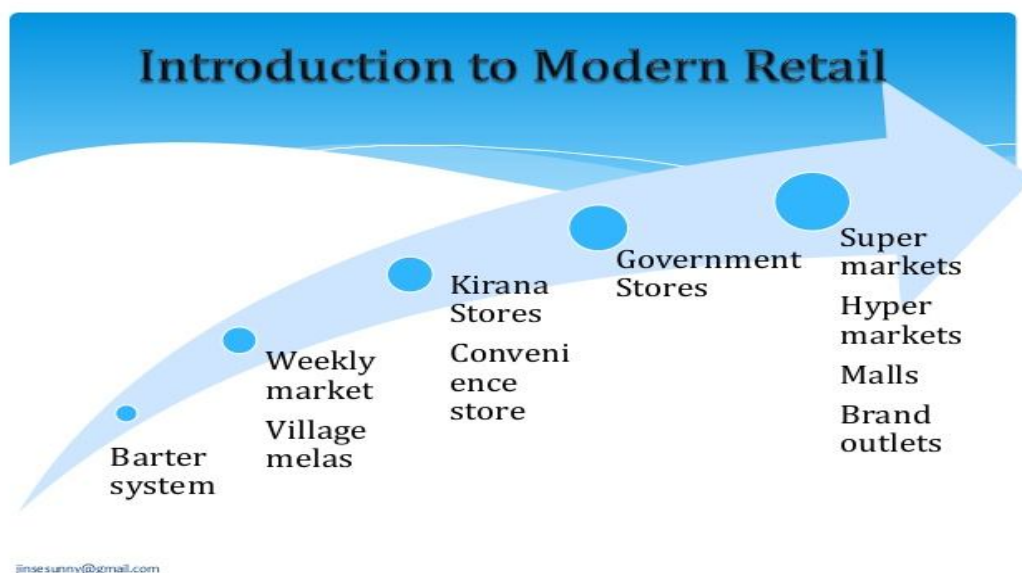 Introduction to Modern Retail
Barter
system
Weekly
market
Village
melas
Kirana
Stores
Conveni
ence
store
Government
Stores
Super
markets
Hyper
markets
Malls
Brand
outlets
jinsesunny@gmail.com